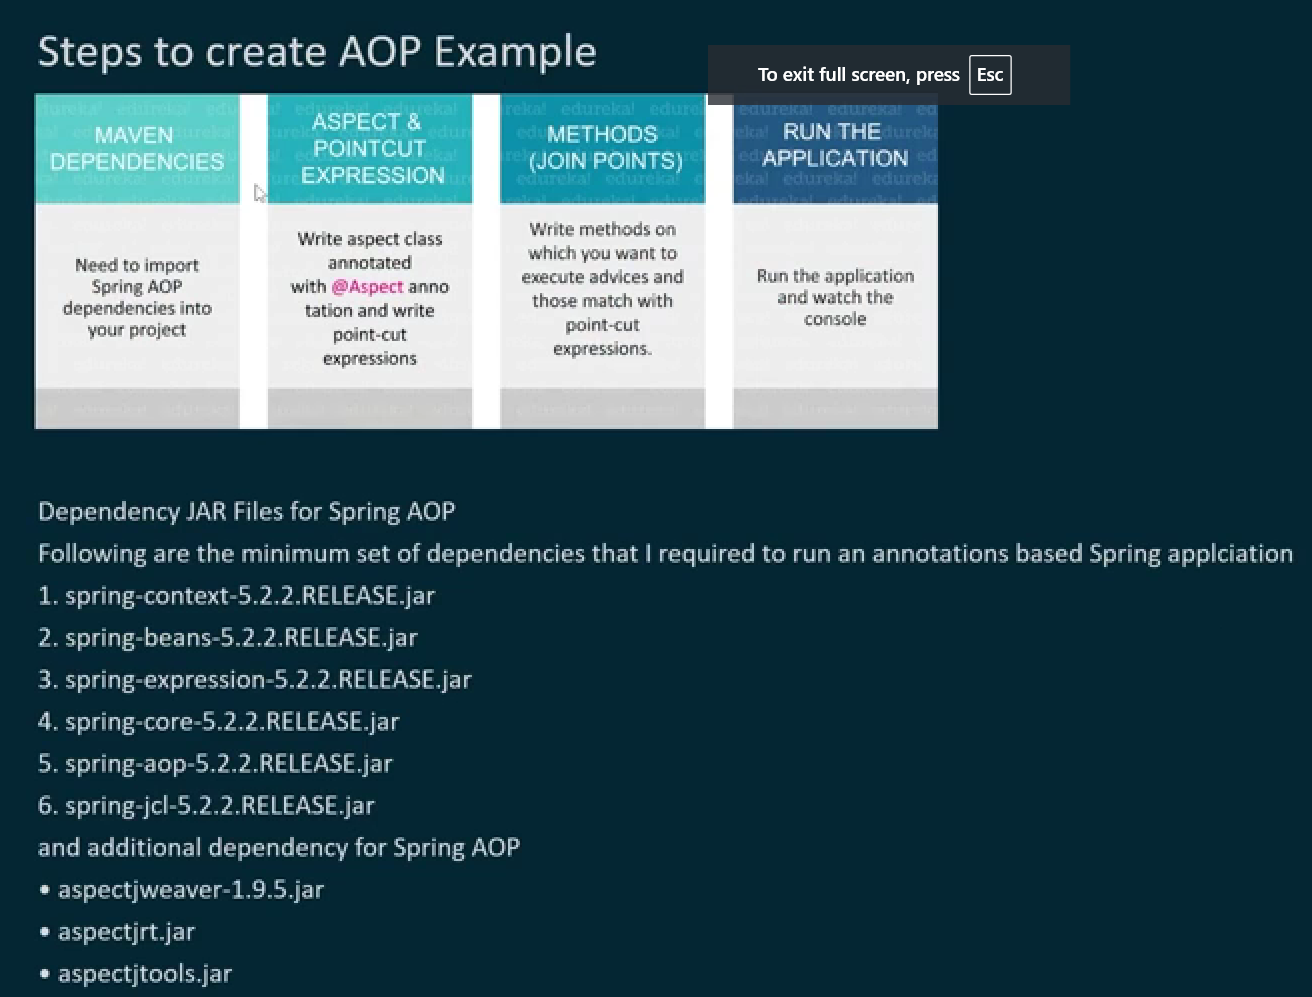 Steps to create AOP Example
To exit full screen, press Esc
MAVEN
DEPENDENCIES
Need to import
Spring AOP
dependencies into
your project
ASPECT &
POINTCUT
EXPRESSION
Write aspect class
annotated
with @Aspect anno
tation and write
point-cut
expressions
METHODS
(JOIN POINTS)
Write methods on
which you want to
execute advices and
those match with
point-cut
expressions.
RUN THE
APPLICATION
Run the application
and watch the
console
Dependency JAR Files for Spring AOP
Following are the minimum set of dependencies that I required to run an annotations based Spring applciation
1. spring-context-5.2.2.RELEASE.jar
2. spring-beans-5.2.2.RELEASE.jar
3. spring-expression-5.2.2.RELEASE.jar
4. spring-core-5.2.2.RELEASE.jar
5. spring-aop-5.2.2.RELEASE.jar
6. spring-jcl-5.2.2.RELEASE.jar
and additional dependency for Spring AOP
• aspectjweaver-1.9.5.jar
• aspectjrt.jar
• aspectjtools.jar